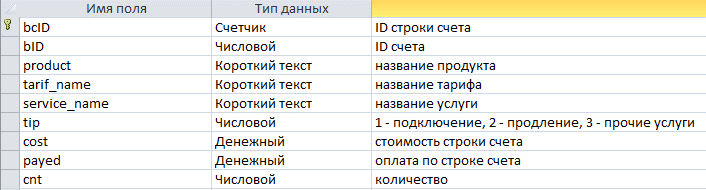 Имя поля Тип данных
bcID Счетчик ID строки счета
bID Числовой ID счета
product Короткий текст название продукта
tarif_name Короткий текст название тарифа
service_name Короткий текст название услуги
tip Числовой 1 - подключение, 2 - продление, 3 - прочие услуги
cost Денежный стоимость строки счета
payed Денежный оплата по строке счета
cnt Числовой количество